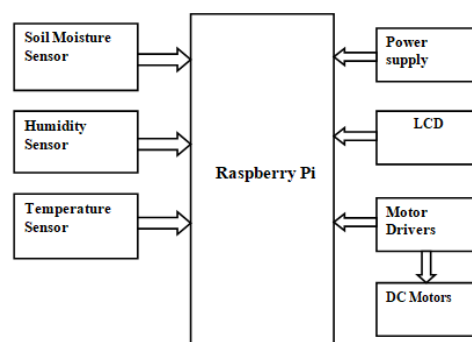 Soil Moisture
Sensor
Humidity
Sensor
Temperature
Sensor
Raspberry Pi
Power
supply
LCD
Motor
Drivers
DC Motors